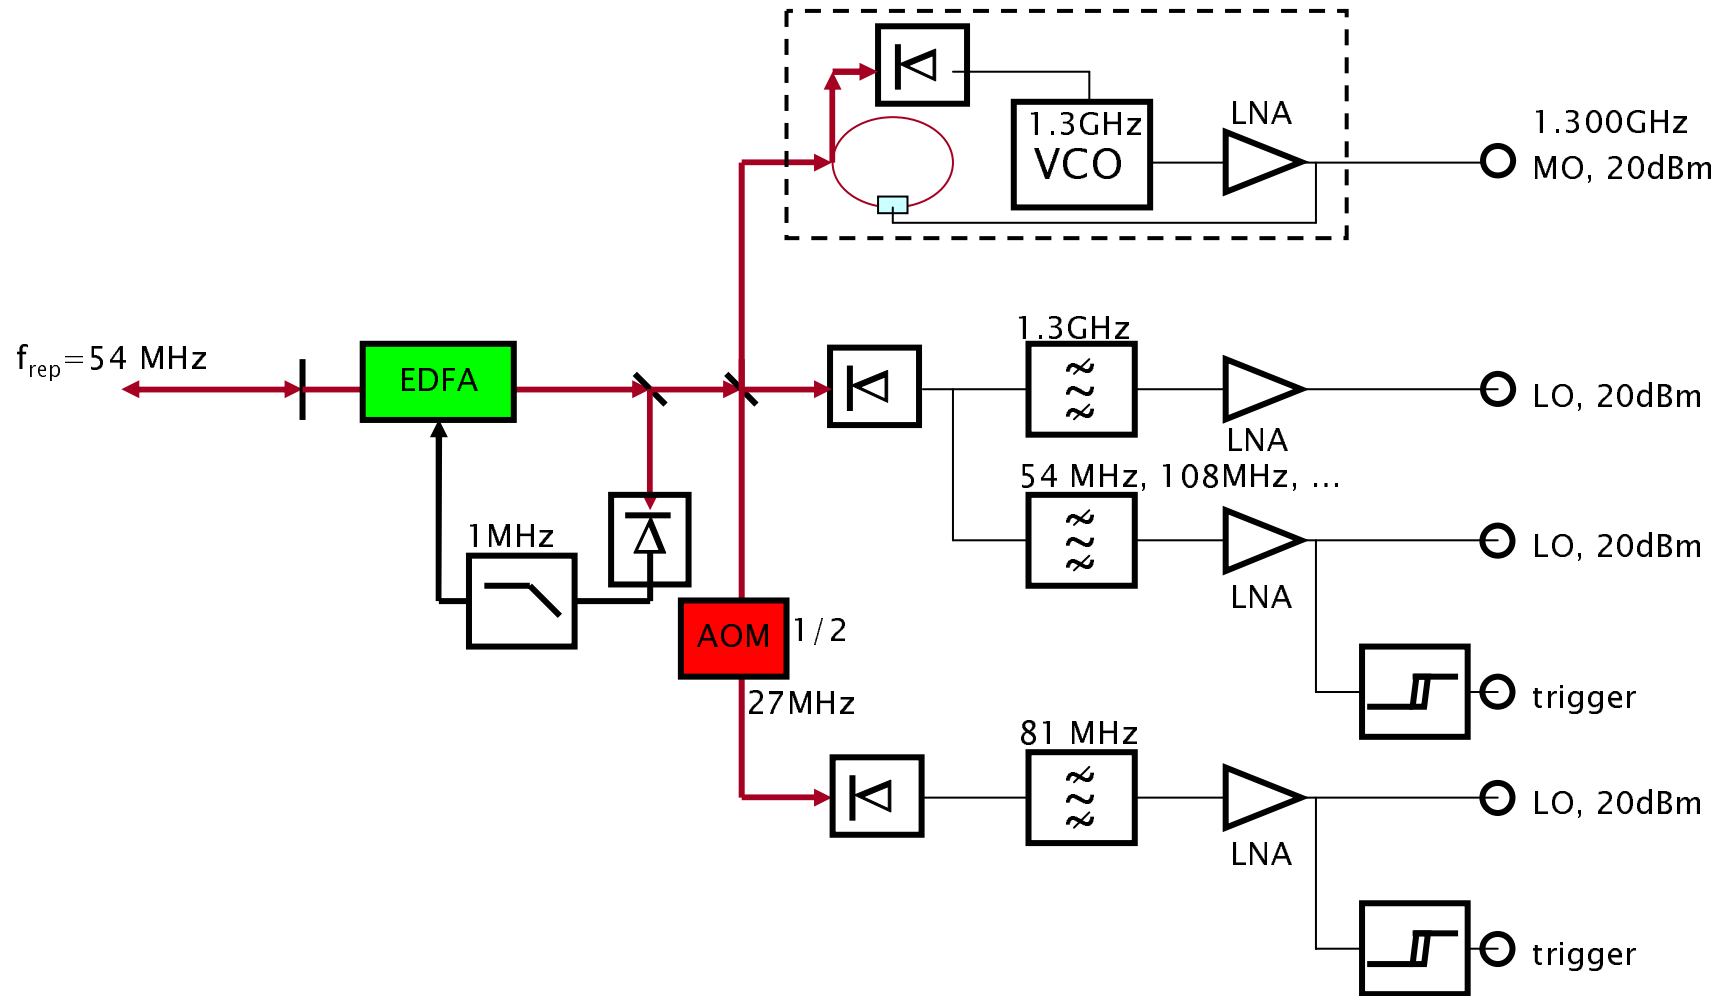 LNA
1.3GHz
VCO
1.300GHz
MO, 20dBm
frep=54 MHz
EDFA
1.3GHz
LNA
LO, 20dBm
54 MHz, 108MHz, ...
1MHz
LNA
LO, 20dBm
AOM
1/2
27MHz
trigger
81 MHz
LNA
LO, 20dBm
trigger